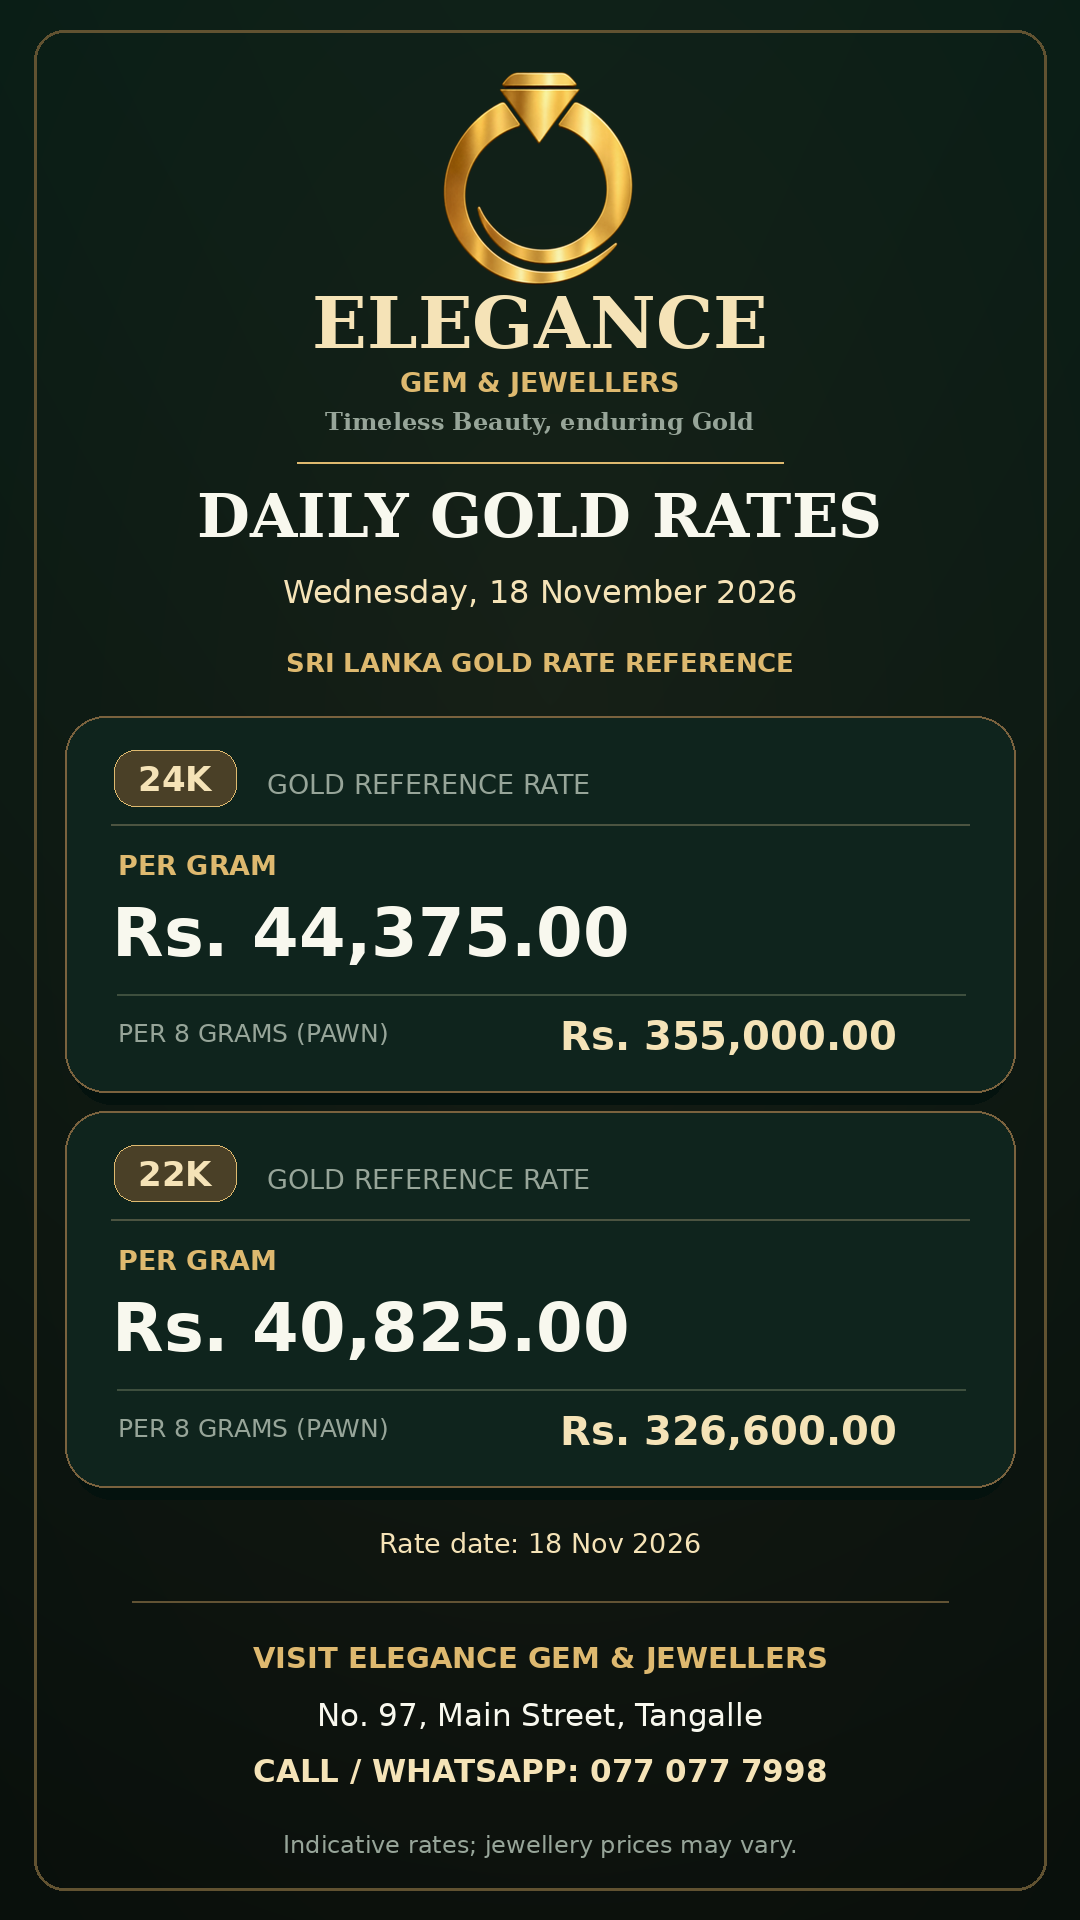 ELEGANCE
GEM & JEWELLERS
Timeless Beauty, enduring Gold
DAILY GOLD RATES
Wednesday, 18 November 2026
SRI LANKA GOLD RATE REFERENCE
24K GOLD REFERENCE RATE
PER GRAM
Rs. 44,375.00
PER 8 GRAMS (PAWN) Rs. 355,000.00
22K GOLD REFERENCE RATE
PER GRAM
Rs. 40,825.00
PER 8 GRAMS (PAWN) Rs. 326,600.00
Rate date: 18 Nov 2026
VISIT ELEGANCE GEM & JEWELLERS
No. 97, Main Street, Tangalle
CALL / WHATSAPP: 077 077 7998
Indicative rates; jewellery prices may vary.